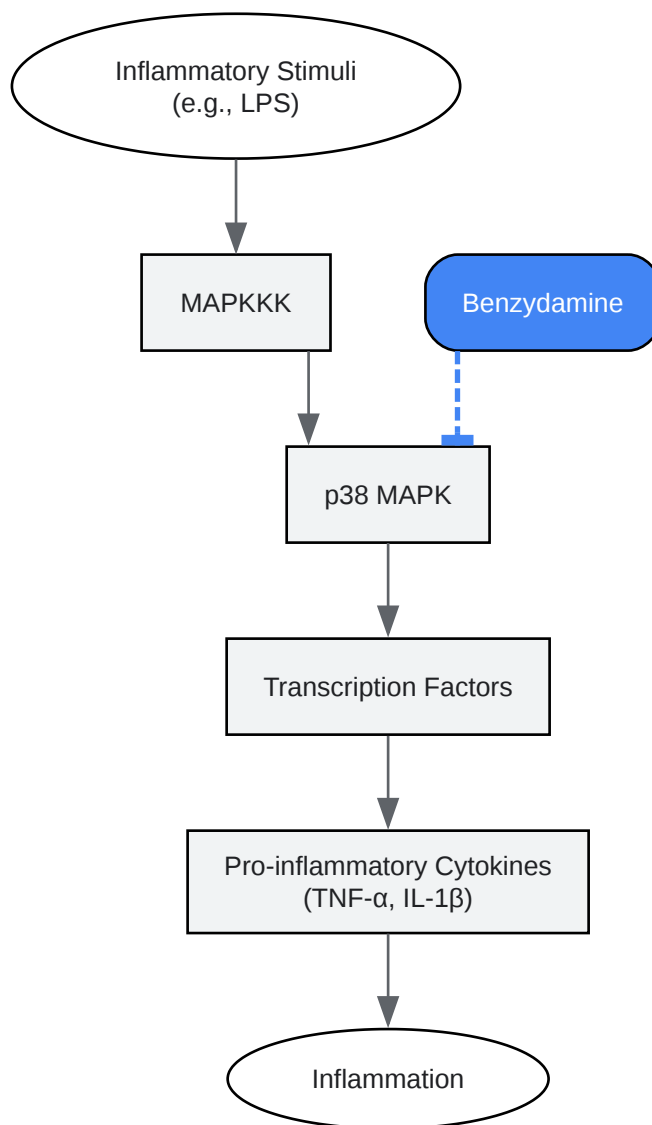 Inflammatory Stimuli
(e.g., LPS)
MAPKKK
Benzydamine
p38 MAPK
Transcription Factors
Pro-inflammatory Cytokines
(TNF-α, IL-1β)
Inflammation